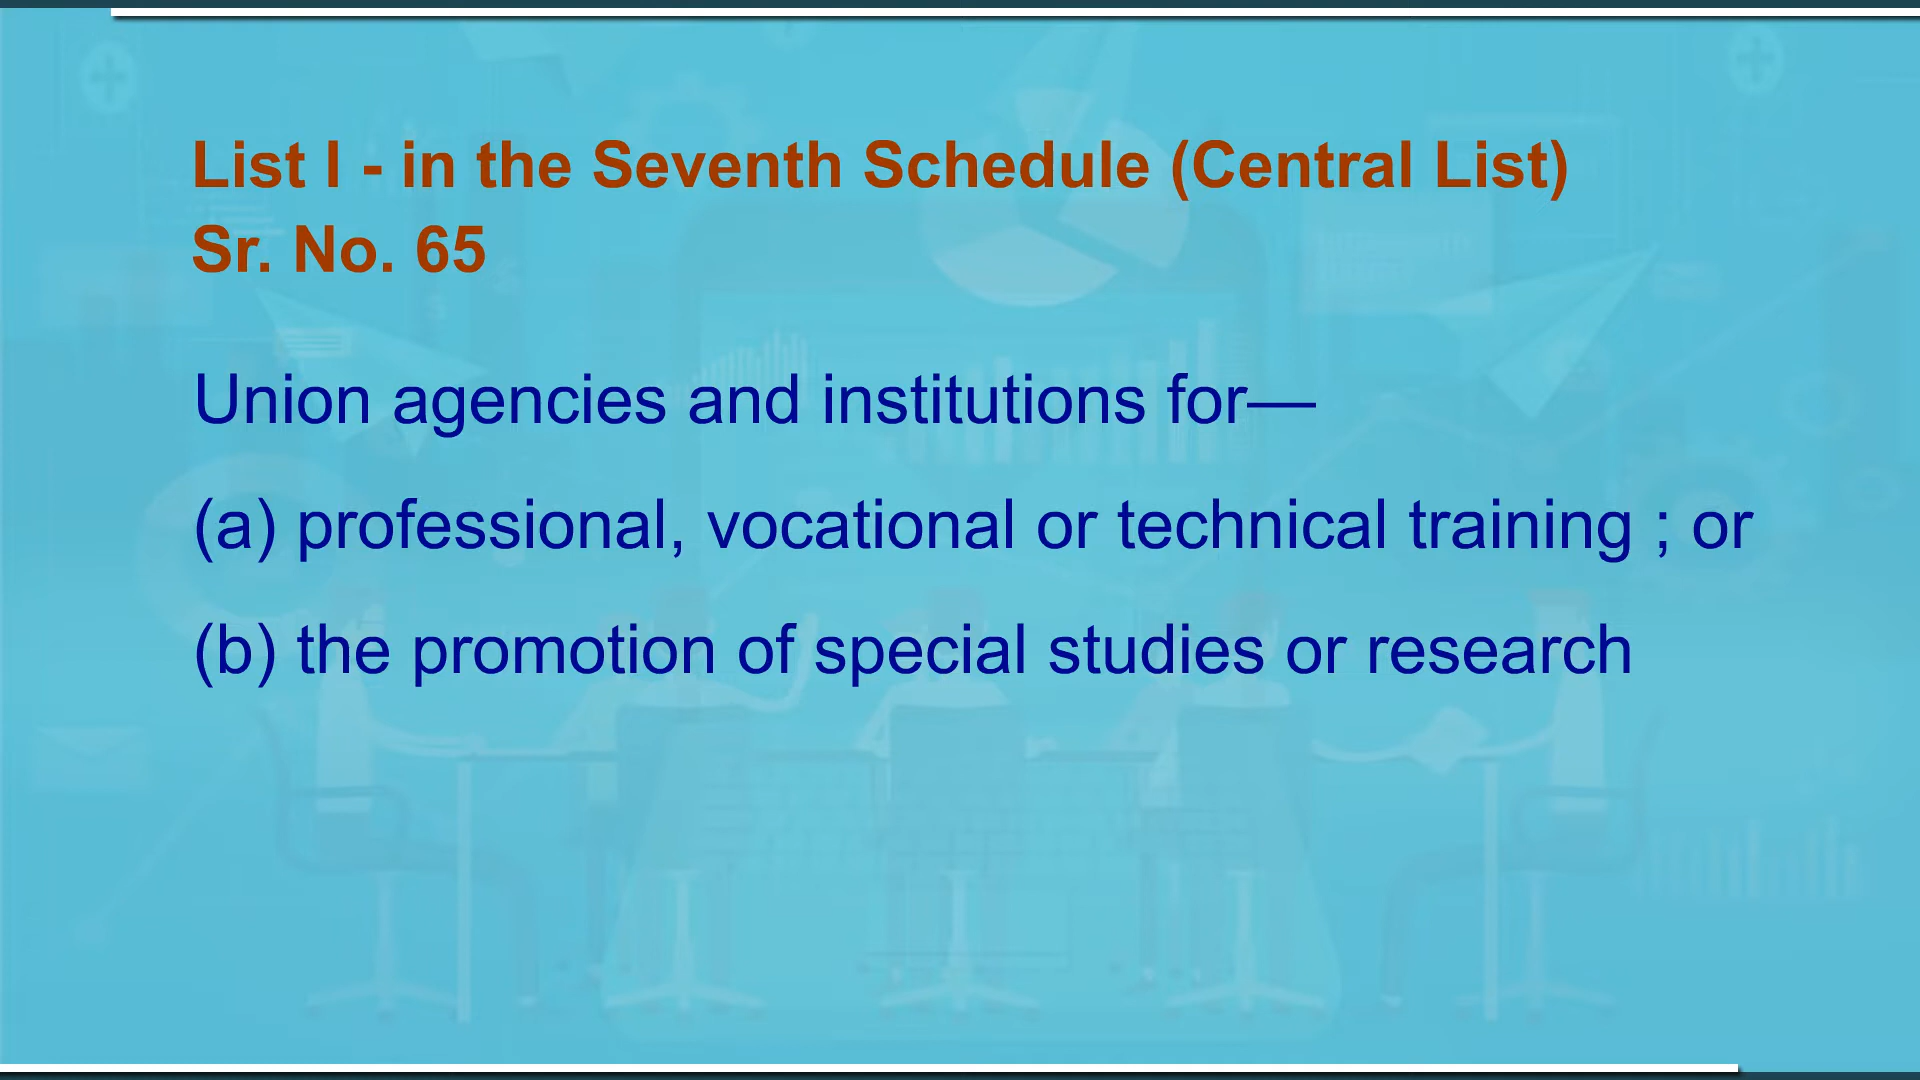 List I - in the Seventh Schedule (Central List)
Sr. No. 65
Union agencies and institutions for—
(a) professional, vocational or technical training ; or
(b) the promotion of special studies or research